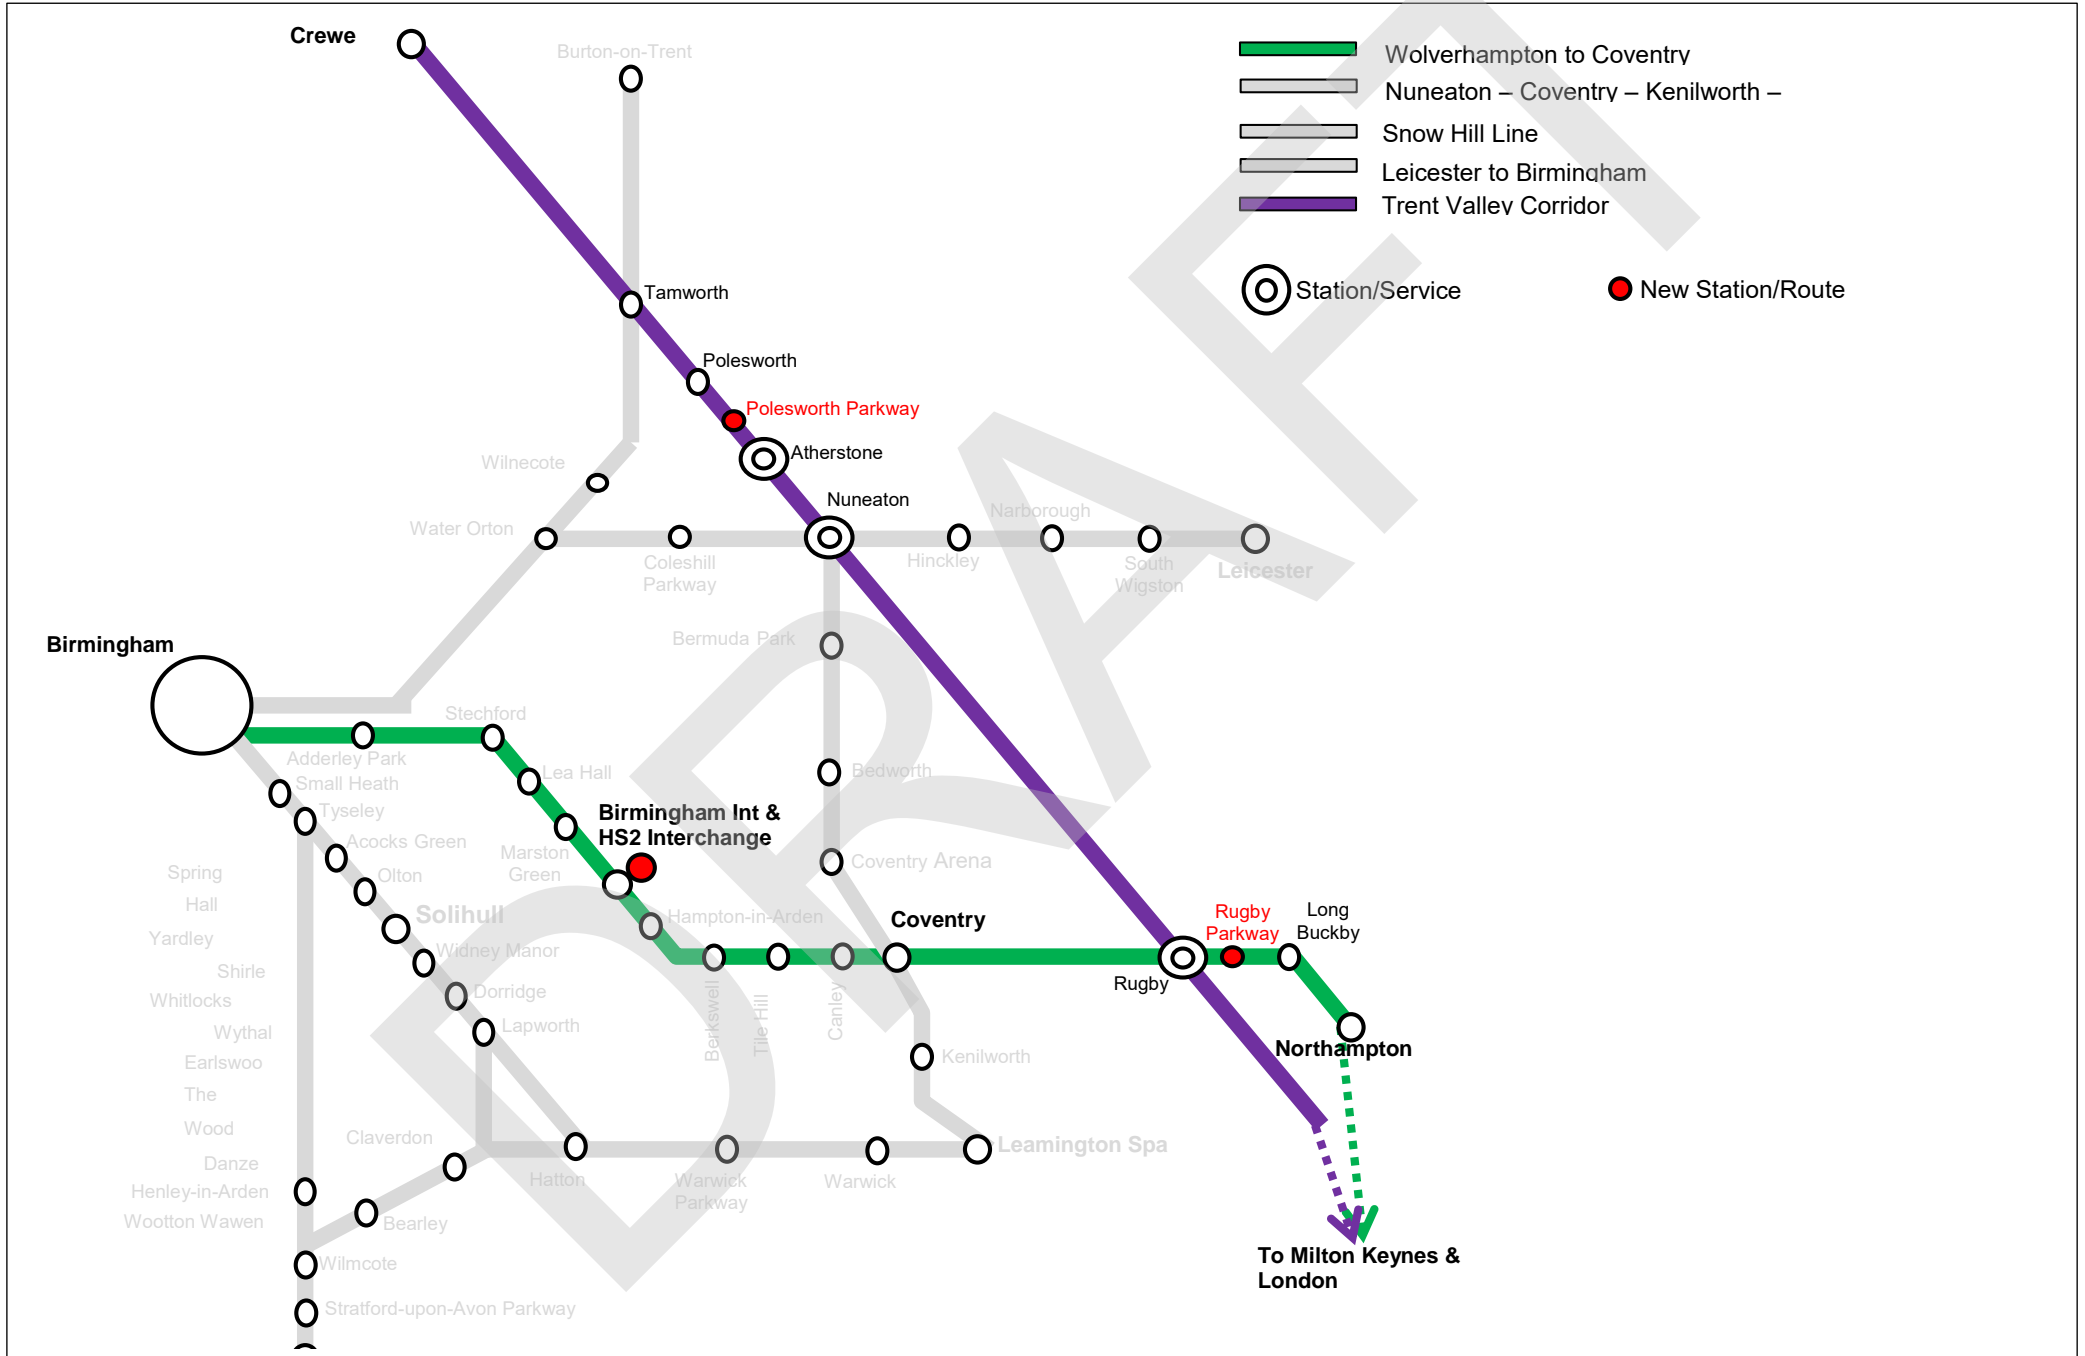 Crewe
Burton-on-Trent
Wolverhampton to Coventry
Nuneaton – Coventry – Kenilworth –
Snow Hill Line
Leicester to Birmingham
Trent Valley Corridor
Station/Service
New Station/Route
Tamworth
Polesworth
Polesworth Parkway
Atherstone
Wilnecote
Nuneaton
Water Orton
Narborough
Coleshill
Parkway
Hinckley
South
Wigston
Leicester
Bermuda Park
Birmingham
Stechford
Adderley Park
Lea Hall
Bedworth
Small Heath
Tyseley
Birmingham Int &
HS2 Interchange
Acocks Green
Marston
Green
Coventry Arena
Spring
Olton
Hall
Solihull
Hampton-in-Arden
Coventry
Rugby
Parkway
Long
Buckby
Yardley
Widney Manor
Shirle
Rugby
Whitlocks
Dorridge
Berkswell
Tile Hill
Canley
Wythal
Lapworth
Northampton
Earlswoo
Kenilworth
The
Wood
Claverdon
Leamington Spa
Danze
Henley-in-Arden
Hatton
Warwick
Parkway
Warwick
Wootton Wawen
Bearley
Wilmcote
To Milton Keynes &
London
Stratford-upon-Avon Parkway
DRAFT